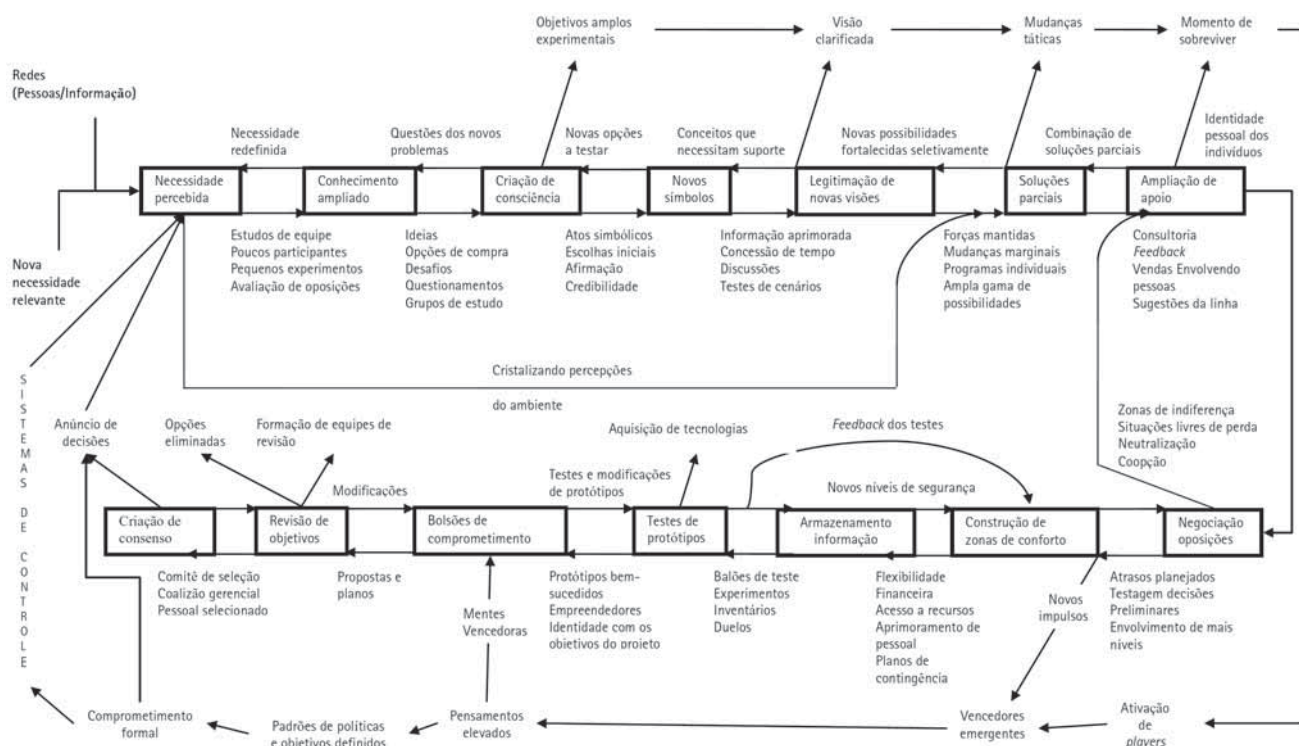 Objetivos amplos
experimentais
Visão
clarificada
Mudanças
táticas
Momento de
sobreviver
Redes
(Pessoas/Informação)
Necessidade
redefinida
Questões dos novos
problemas
Novas opções
a testar
Conceitos que
necessitam suporte
Novas possibilidades
fortalecidas seletivamente
Combinação de
soluções parciais
Identidade
pessoal dos
indivíduos
Necessidade
percebida
Conhecimento
ampliado
Criação de
consciência
Novos
símbolos
Legitimação de
novas visões
Soluções
parciais
Ampliação de
apoio
Nova
necessidade
relevante
Estudos de equipe
Poucos participantes
Pequenos experimentos
Avaliação de oposições
Ideias
Opções de compra
Desafios
Questionamentos
Grupos de estudo
Atos simbólicos
Escolhas iniciais
Afirmação
Credibilidade
Informação aprimorada
Concessão de tempo
Discussões
Testes de cenários
Forças mantidas
Mudanças marginais
Programas individuais
Ampla gama de
possibilidades
Consultoria
Feedback
Vendas Envolvendo
pessoas
Sugestões da linha
Cristalizando percepções
do ambiente
SISTEMAS DE CONTROLE
Anúncio de
decisões
Opções
eliminadas
Formação de equipes de
revisão
Aquisição de tecnologias
Feedback dos testes
Zonas de indiferença
Situações livres de perda
Neutralização
Coopção
Modificações
Testes e modificações
de protótipos
Novos níveis de segurança
Criação de
consenso
Revisão de
objetivos
Bolsões de
comprometimento
Testes de
protótipos
Armazenamento
informação
Construção de
zonas de conforto
Negociação
oposições
Comitê de seleção
Coalizão gerencial
Pessoal selecionado
Propostas e
planos
Mentes
Vencedoras
Protótipos bem-
sucedidos
Empreendedores
Identidade com os
objetivos do projeto
Balões de teste
Experimentos
Inventários
Duelos
Flexibilidade
Financeira
Acesso a recursos
Aprimoramento de
pessoal
Planos de
contingência
Novos
impulsos
Atrasos planejados
Testagem decisões
Preliminares
Envolvimento de mais
níveis
Comprometimento
formal
Padrões de políticas
e objetivos definidos
Pensamentos
elevados
Vencedores
emergentes
Ativação
de
players